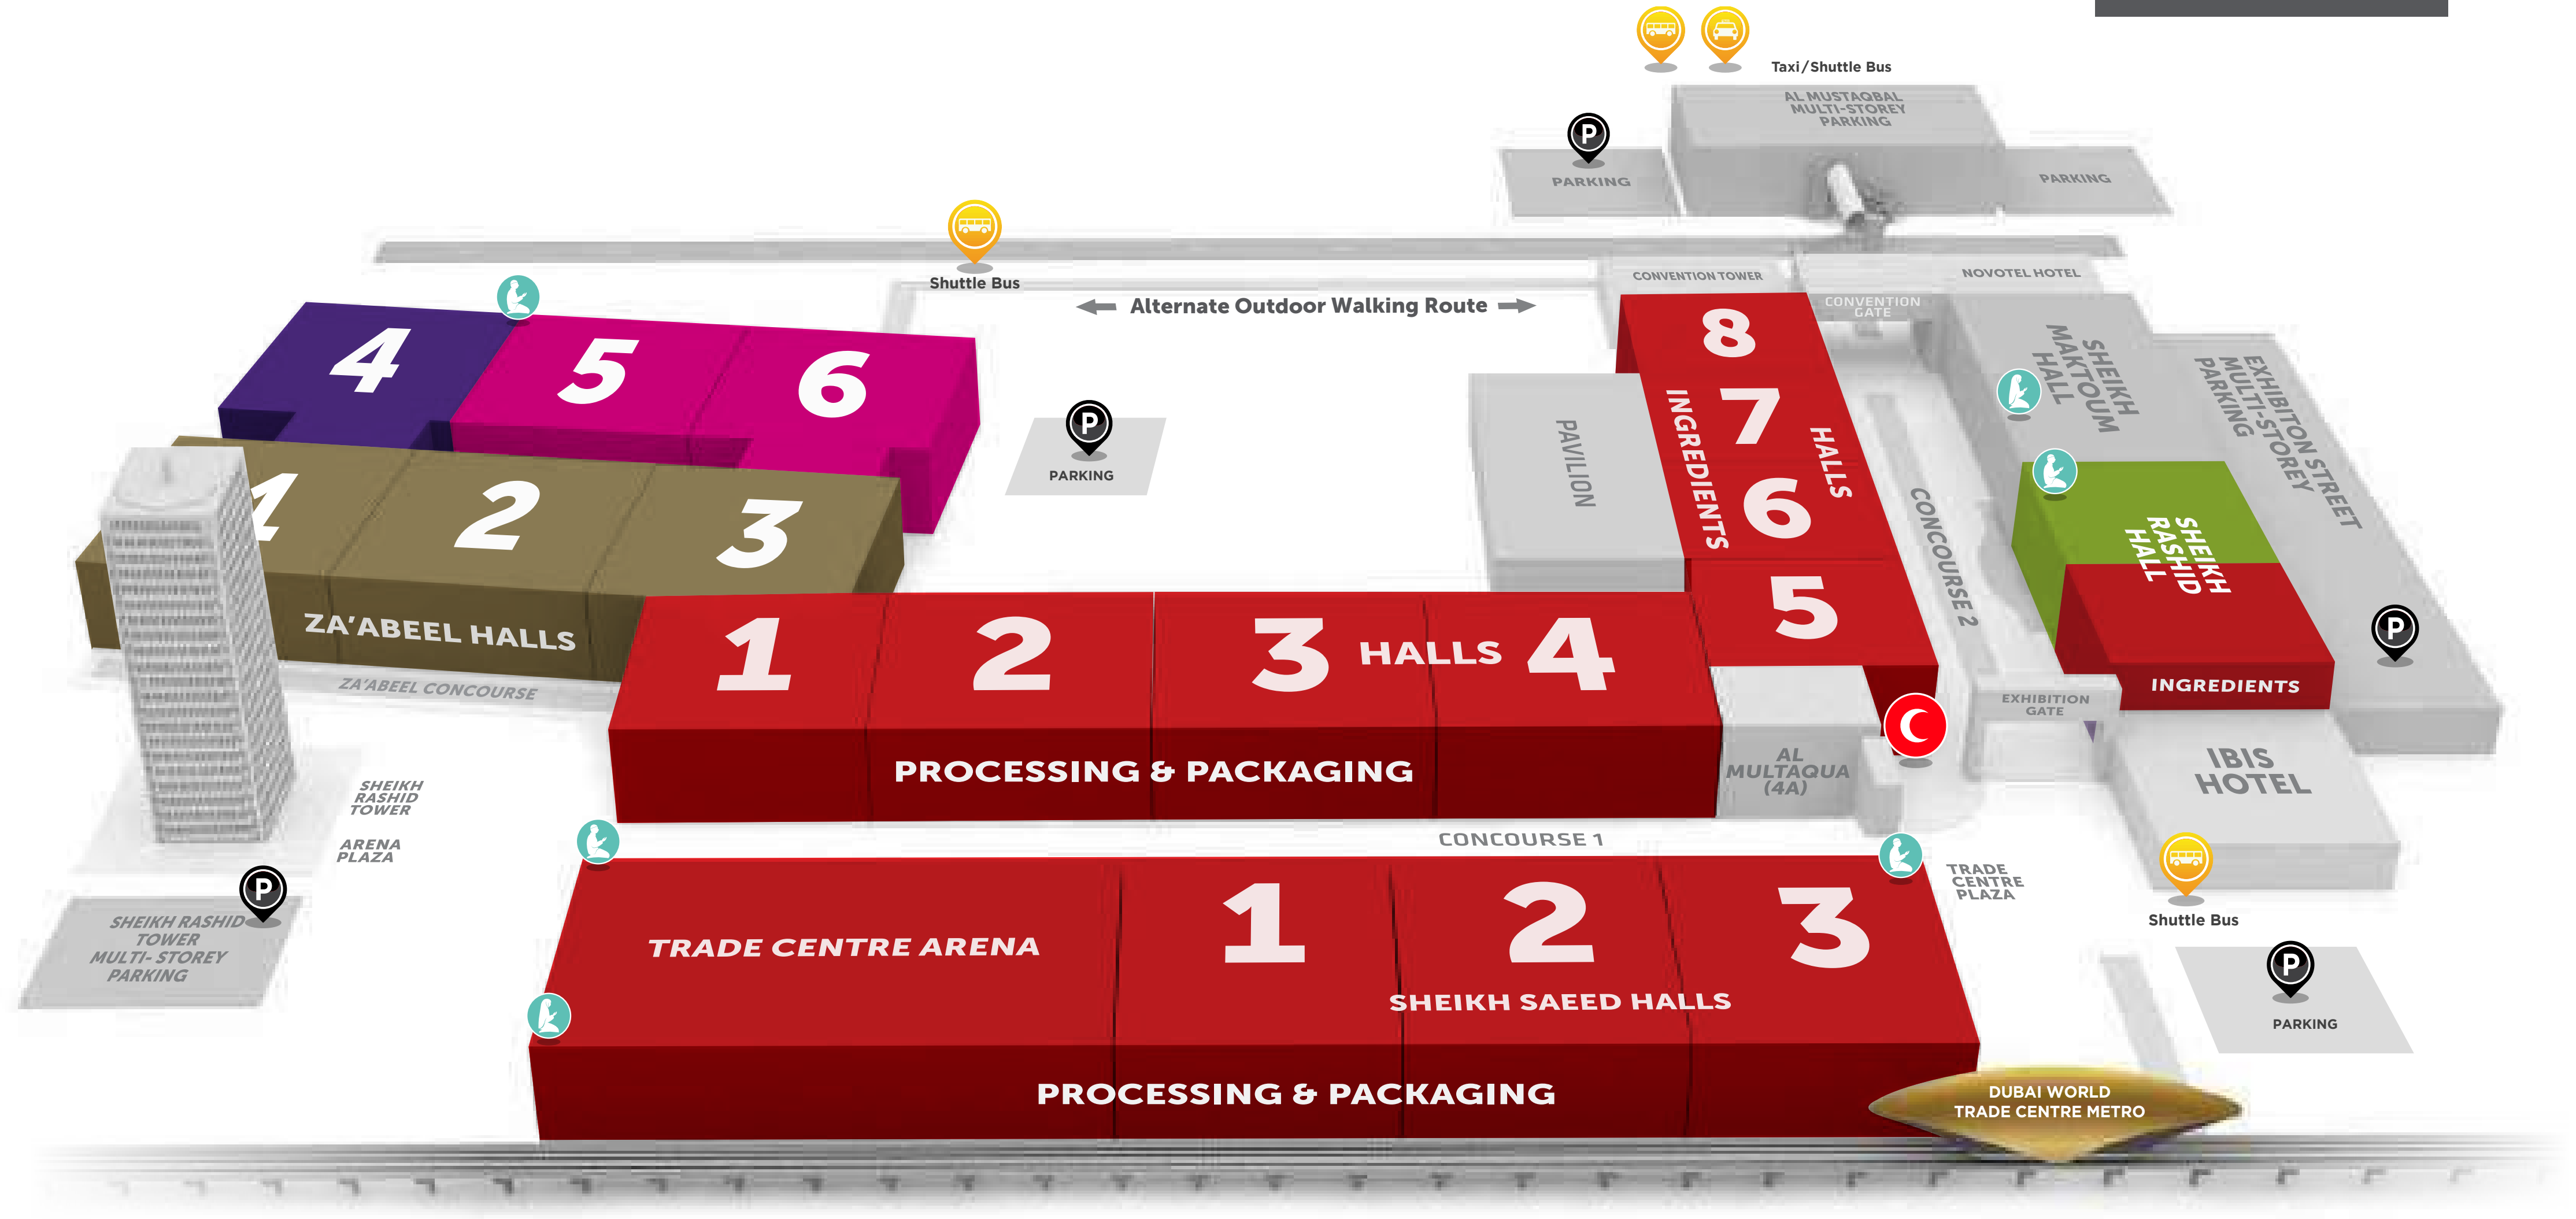 Taxi/Shuttle Bus
AL MUSTAQBAL
MULTI-STOREY
PARKING
P
PARKING
PARKING
Shuttle Bus
Alternate Outdoor Walking Route
CONVENTION TOWER
NOVOTEL HOTEL
CONVENTION
GATE
4
5
6
P
PARKING
1
2
3
ZA'ABEEL HALLS
ZA'ABEEL CONCOURSE
PAVILION
8
7
6
5
INGREDIENTS
HALLS
CONCOURSE 2
SHEIKH
MAKTOUM
HALL
EXHIBITON STREET
MULTI-STOREY
PARKING
SHEIKH
RASHID
HALL
INGREDIENTS
P
1
2
3
HALLS
4
PROCESSING & PACKAGING
AL
MULTAQUA
(4A)
EXHIBITION
GATE
IBIS
HOTEL
SHEIKH
RASHID
TOWER
ARENA
PLAZA
P
SHEIKH RASHID
TOWER
MULTI- STOREY
PARKING
CONCOURSE 1
TRADE CENTRE ARENA
1
2
3
SHEIKH SAEED HALLS
PROCESSING & PACKAGING
TRADE
CENTRE
PLAZA
Shuttle Bus
P
PARKING
DUBAI WORLD
TRADE CENTRE METRO